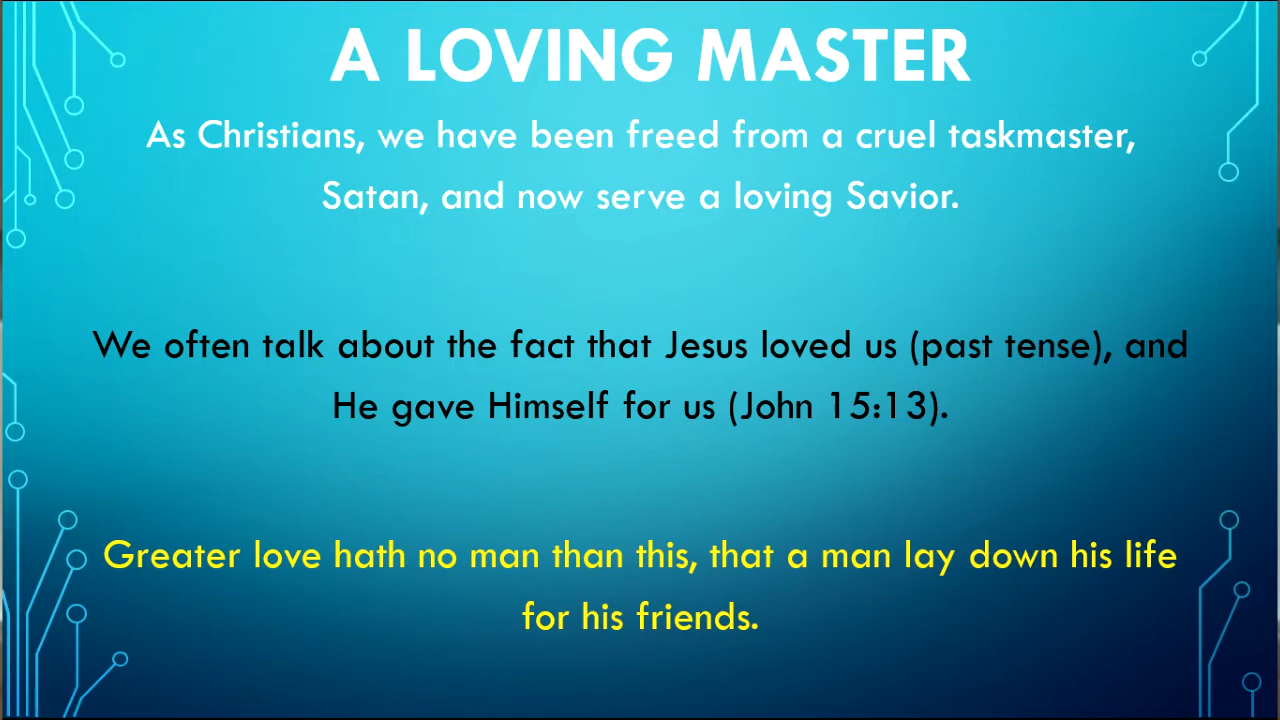 A LOVING MASTER
As Christians, we have been freed from a cruel taskmaster,
Satan, and now serve a loving Savior.
We often talk about the fact that Jesus loved us (past tense), and
He gave Himself for us (John 15:13).
Greater love hath no man than this, that a man lay down his life
for his friends.